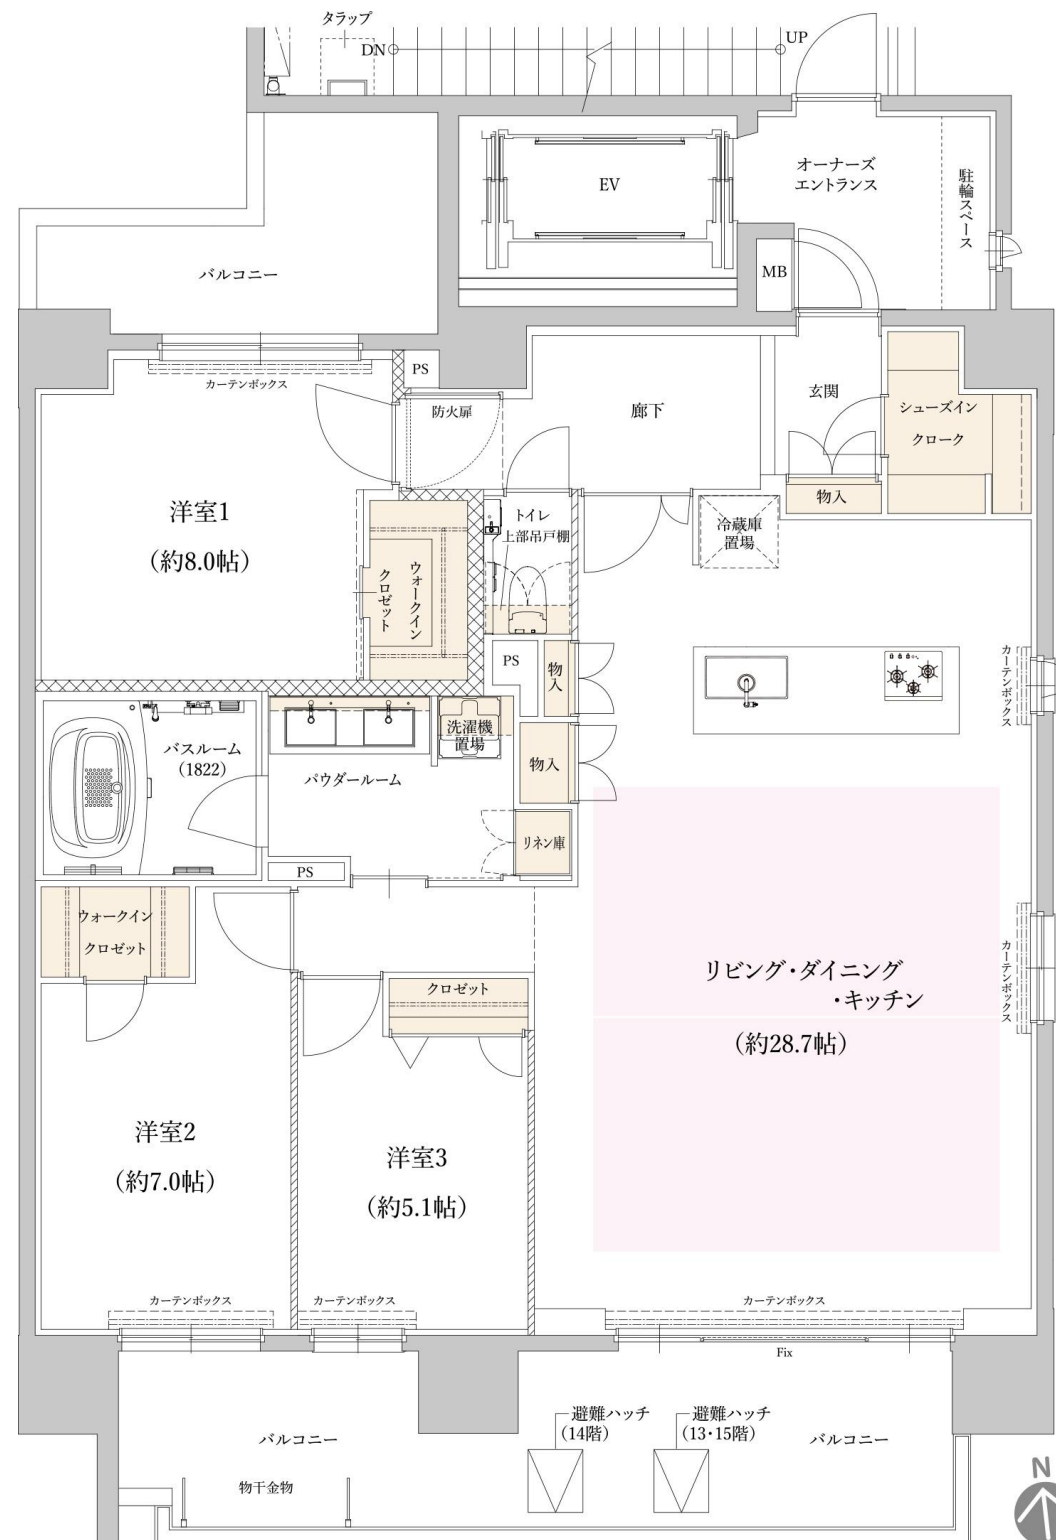 タラップ
DN
UP
EV
オーナーズ
エントランス
駐輪スペース
MB
バルコニー
カーテンボックス
PS
防火扉
廊下
玄関
シューズイン
クローク
物入
洋室1
(約8.0帖)
ウォークイン
クロゼット
トイレ
上部吊戸棚
冷蔵庫
置場
PS
物入
カーテンボックス
バスルーム
(1822)
パウダールーム
洗濯機
置場
物入
リネン庫
PS
ウォークイン
クロゼット
クロゼット
リビング・ダイニング
・キッチン
(約28.7帖)
カーテンボックス
洋室2
(約7.0帖)
洋室3
(約5.1帖)
カーテンボックス
カーテンボックス
カーテンボックス
Fix
バルコニー
物干金物
避難ハッチ
(14階)
避難ハッチ
(13・15階)
バルコニー
N